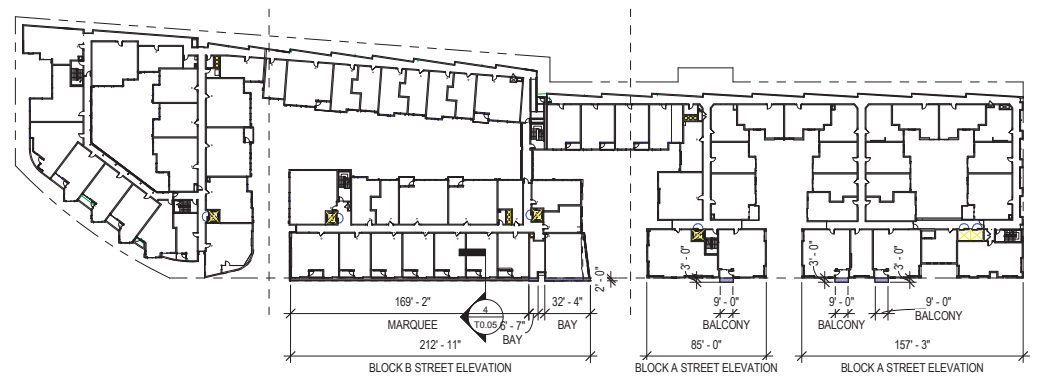 3' - 0"
3' - 0"
3' - 0"
2' - 0"
169' - 2"
32' - 4"
9' - 0"
9' - 0"
9' - 0"
4
T0.05
6' - 7"
MARQUEE
BAY
BAY
BALCONY
BALCONY
BALCONY
212' - 11"
85' - 0"
157' - 3"
BLOCK B STREET ELEVATION
BLOCK A STREET ELEVATION
BLOCK A STREET ELEVATION